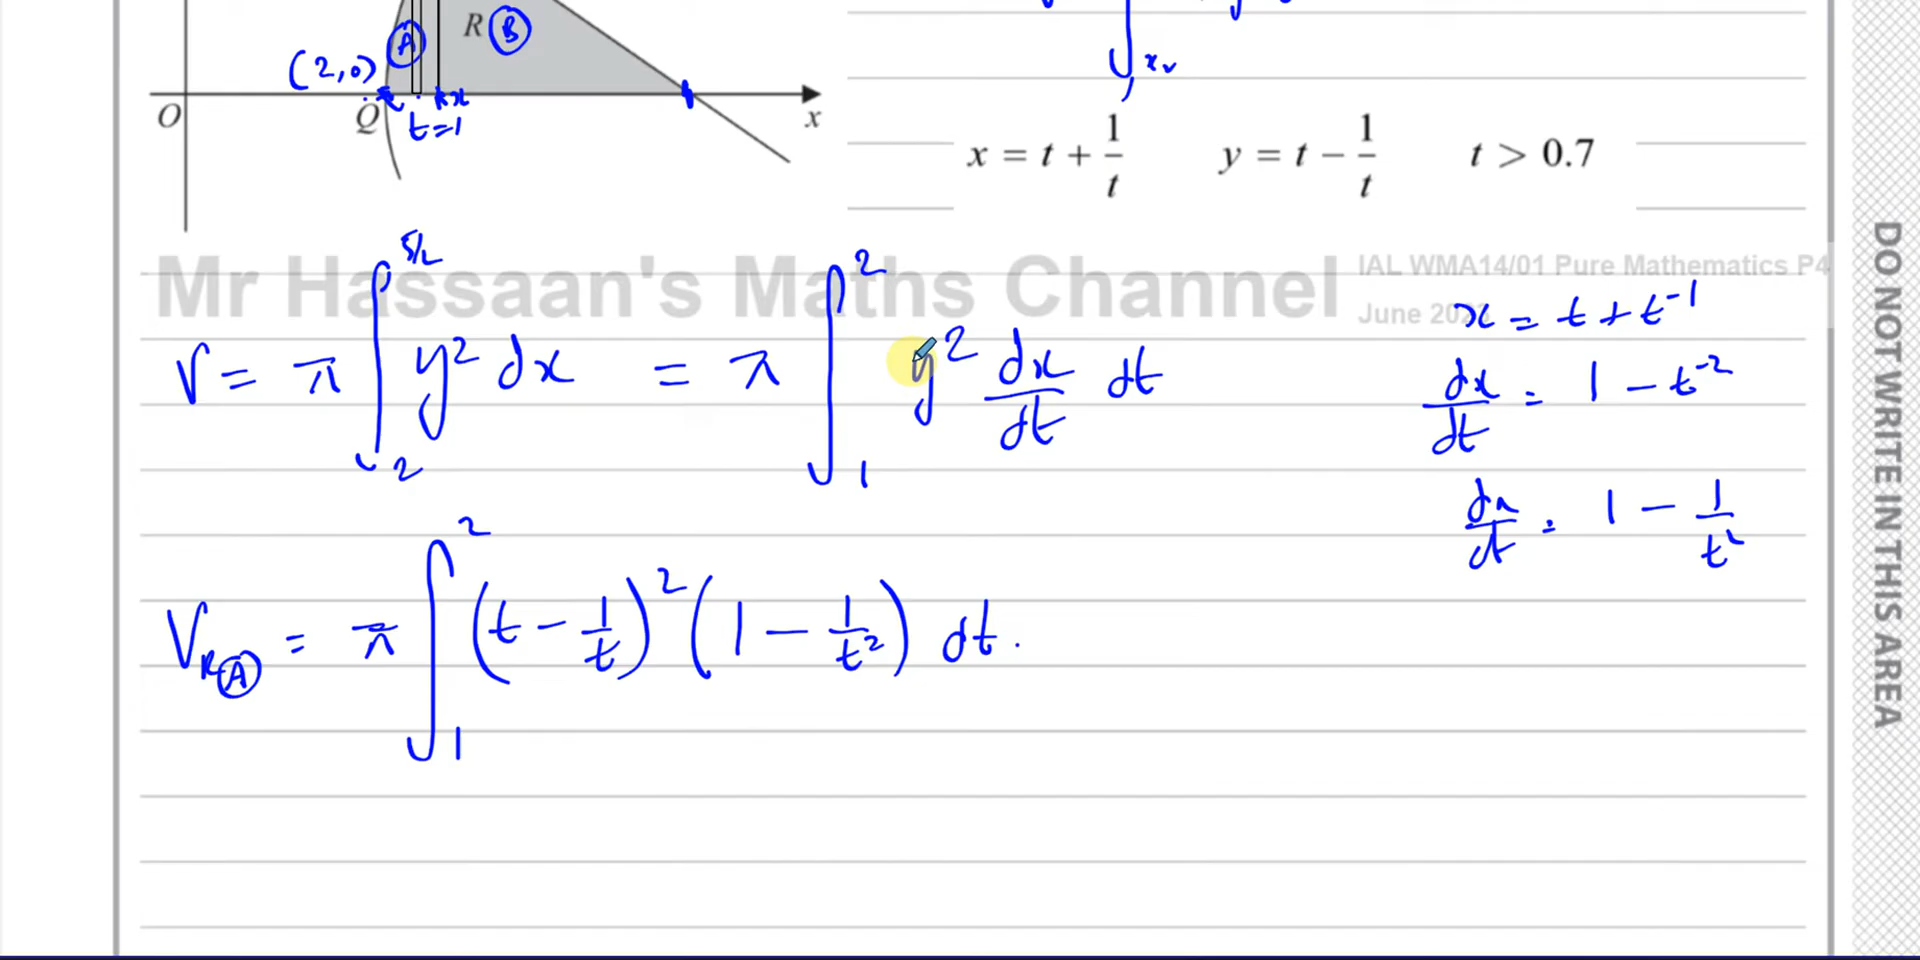 R Ⓑ
Ⓐ
(2,0)
O Q x
t=1
x = t + 1/t y = t − 1/t t > 0.7
Mr Hassaan's Maths Channel
IAL WMA14/01 Pure Mathematics P4
June
V = π ∫₂^{5/2} y² dx = π ∫₁² y² dx/dt dt
x = t + t⁻¹
dx/dt = 1 − t⁻²
dx/dt = 1 − 1/t²
V_{RⒶ} = π ∫₁² (t − 1/t)² (1 − 1/t²) dt.
DO NOT WRITE IN THIS AREA